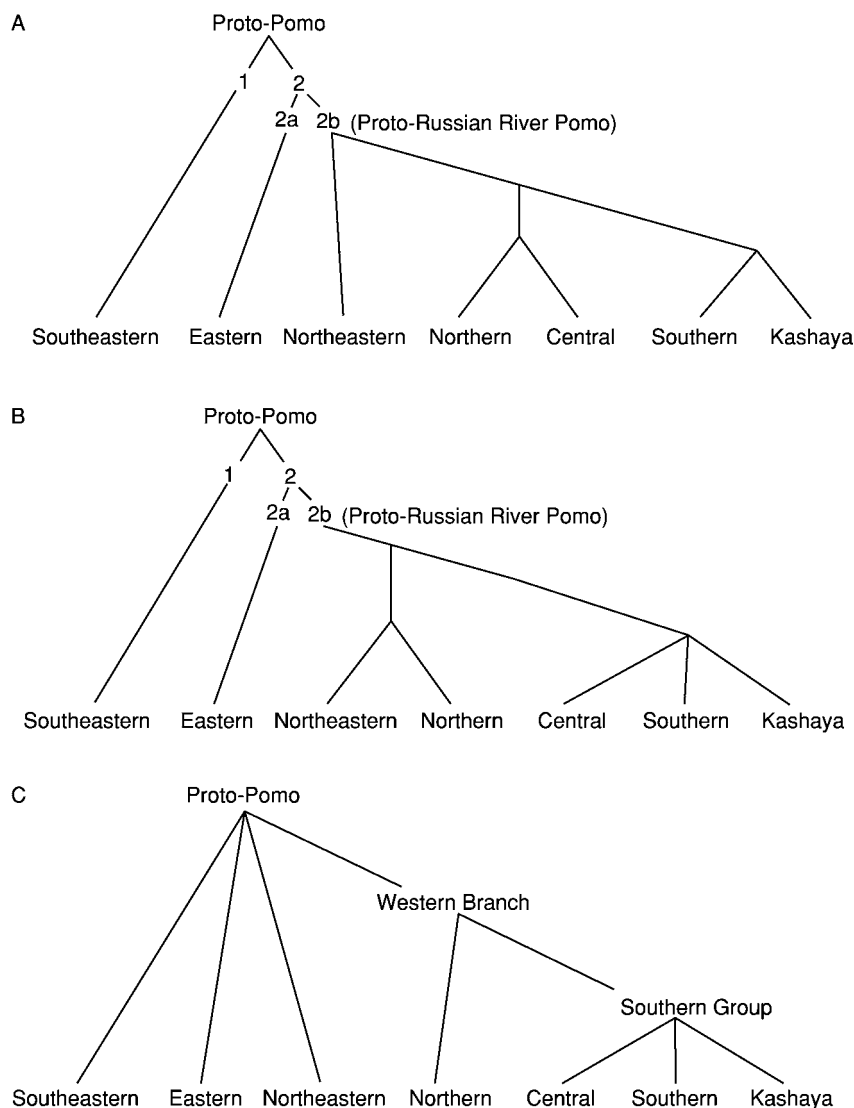 A
Proto-Pomo
1 2
2a 2b (Proto-Russian River Pomo)
Southeastern Eastern Northeastern Northern Central Southern Kashaya
B
Proto-Pomo
1 2
2a 2b (Proto-Russian River Pomo)
Southeastern Eastern Northeastern Northern Central Southern Kashaya
C
Proto-Pomo
Western Branch
Southern Group
Southeastern Eastern Northeastern Northern Central Southern Kashaya